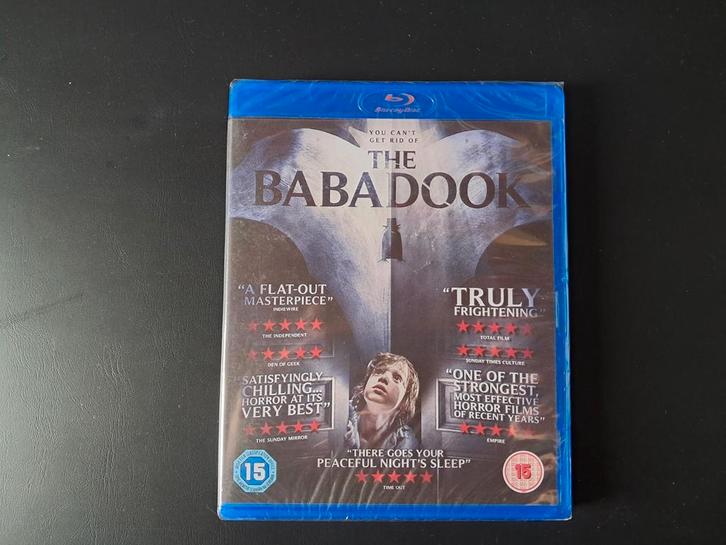 Blu-ray Disc
YOU CAN'T
GET RID OF
THE
BABADOOK
"A FLAT-OUT
MASTERPIECE"
INDIEWIRE
THE INDEPENDENT
DEN OF GEEK
"SATISFYINGLY
CHILLING...
HORROR AT ITS
VERY BEST"
THE SUNDAY MIRROR
"TRULY
FRIGHTENING"
TOTAL FILM
SUNDAY TIMES CULTURE
"ONE OF THE
STRONGEST,
MOST EFFECTIVE
HORROR FILMS
OF RECENT YEARS"
EMPIRE
"THERE GOES YOUR
PEACEFUL NIGHT'S SLEEP"
TIME OUT
15
15